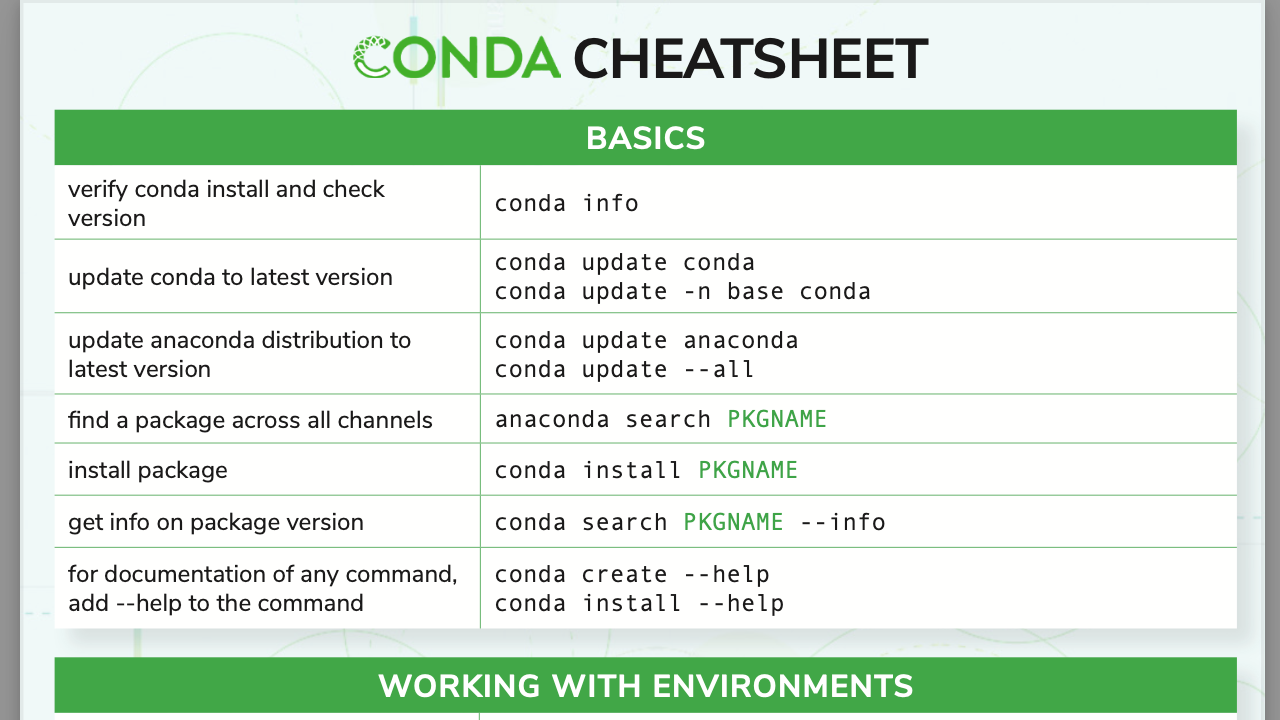 CONDA CHEATSHEET
BASICS
verify conda install and check
version
conda info
update conda to latest version
conda update conda
conda update -n base conda
update anaconda distribution to
latest version
conda update anaconda
conda update --all
find a package across all channels
anaconda search PKGNAME
install package
conda install PKGNAME
get info on package version
conda search PKGNAME --info
for documentation of any command,
add --help to the command
conda create --help
conda install --help
WORKING WITH ENVIRONMENTS